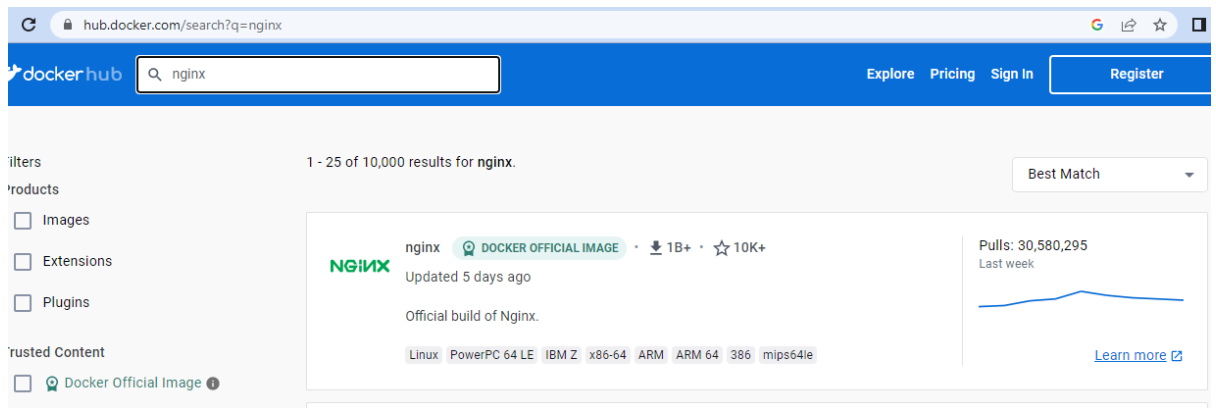 hub.docker.com/search?q=nginx
dockerhub
nginx
Explore Pricing Sign In Register
ilters
1 - 25 of 10,000 results for nginx.
Best Match
Products
Images
Extensions
Plugins
Trusted Content
Docker Official Image
NGINX
nginx DOCKER OFFICIAL IMAGE · 1B+ · 10K+
Updated 5 days ago
Official build of Nginx.
Linux PowerPC 64 LE IBM Z x86-64 ARM ARM 64 386 mips64le
Pulls: 30,580,295
Last week
Learn more